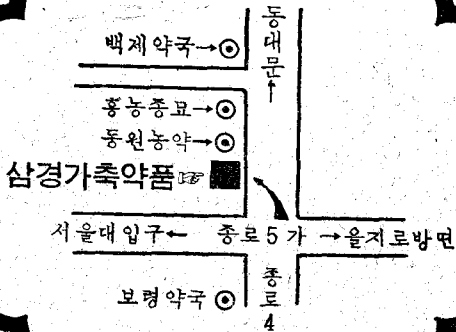 동대문
↑
백제약국→
흥농종묘→
동원농약→
삼경가축약품☞
서울대입구← 종로5가 →을지로방면
보령약국
종로4